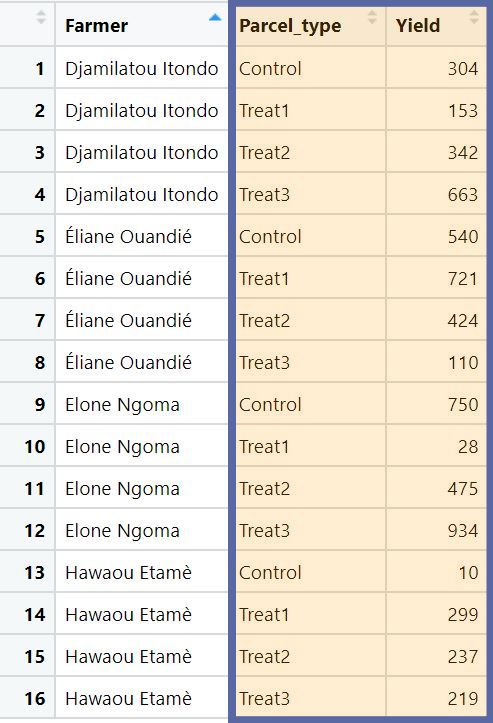 Farmer Parcel_type Yield
1 Djamilatou Itondo Control 304
2 Djamilatou Itondo Treat1 153
3 Djamilatou Itondo Treat2 342
4 Djamilatou Itondo Treat3 663
5 Éliane Ouandié Control 540
6 Éliane Ouandié Treat1 721
7 Éliane Ouandié Treat2 424
8 Éliane Ouandié Treat3 110
9 Elone Ngoma Control 750
10 Elone Ngoma Treat1 28
11 Elone Ngoma Treat2 475
12 Elone Ngoma Treat3 934
13 Hawaou Etamè Control 10
14 Hawaou Etamè Treat1 299
15 Hawaou Etamè Treat2 237
16 Hawaou Etamè Treat3 219